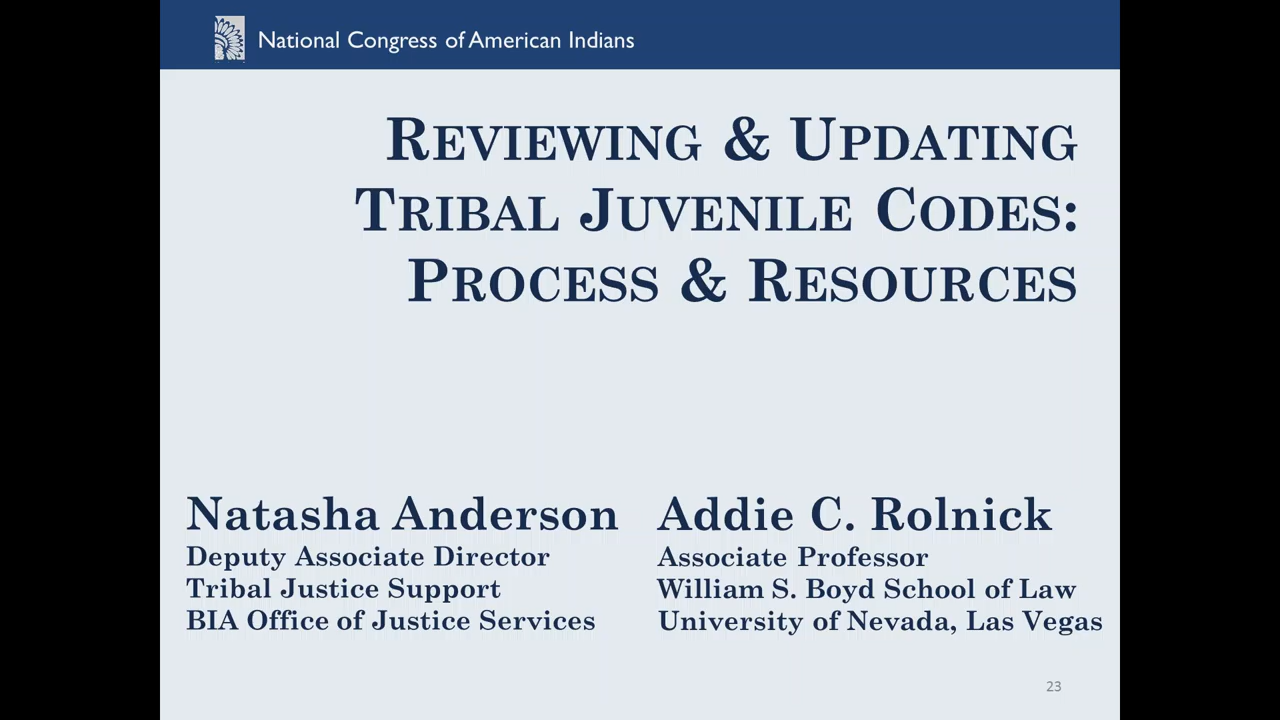 National Congress of American Indians
REVIEWING & UPDATING
TRIBAL JUVENILE CODES:
PROCESS & RESOURCES
Natasha Anderson
Deputy Associate Director
Tribal Justice Support
BIA Office of Justice Services
Addie C. Rolnick
Associate Professor
William S. Boyd School of Law
University of Nevada, Las Vegas
23